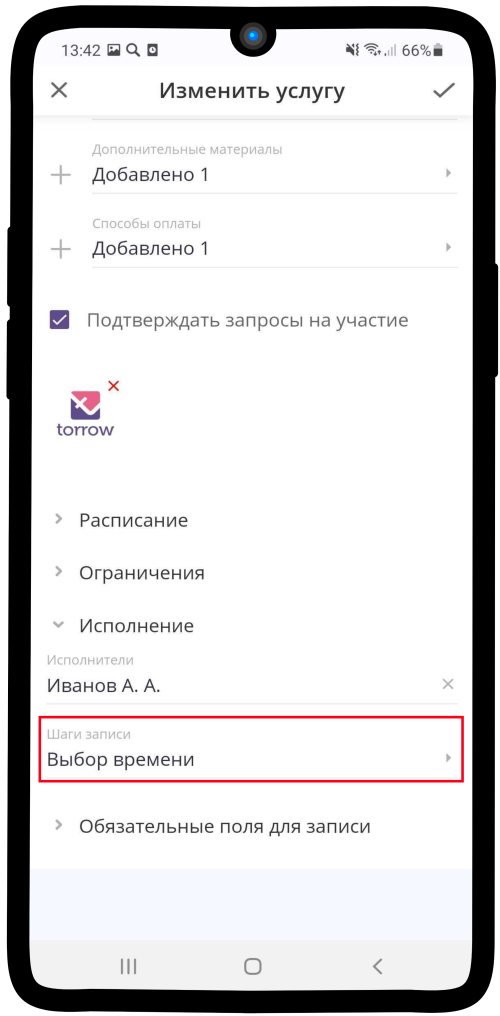 13:42 66%
Изменить услугу
Дополнительные материалы
Добавлено 1
Способы оплаты
Добавлено 1
Подтверждать запросы на участие
torrow
Расписание
Ограничения
Исполнение
Исполнители
Иванов А. А.
Шаги записи
Выбор времени
Обязательные поля для записи